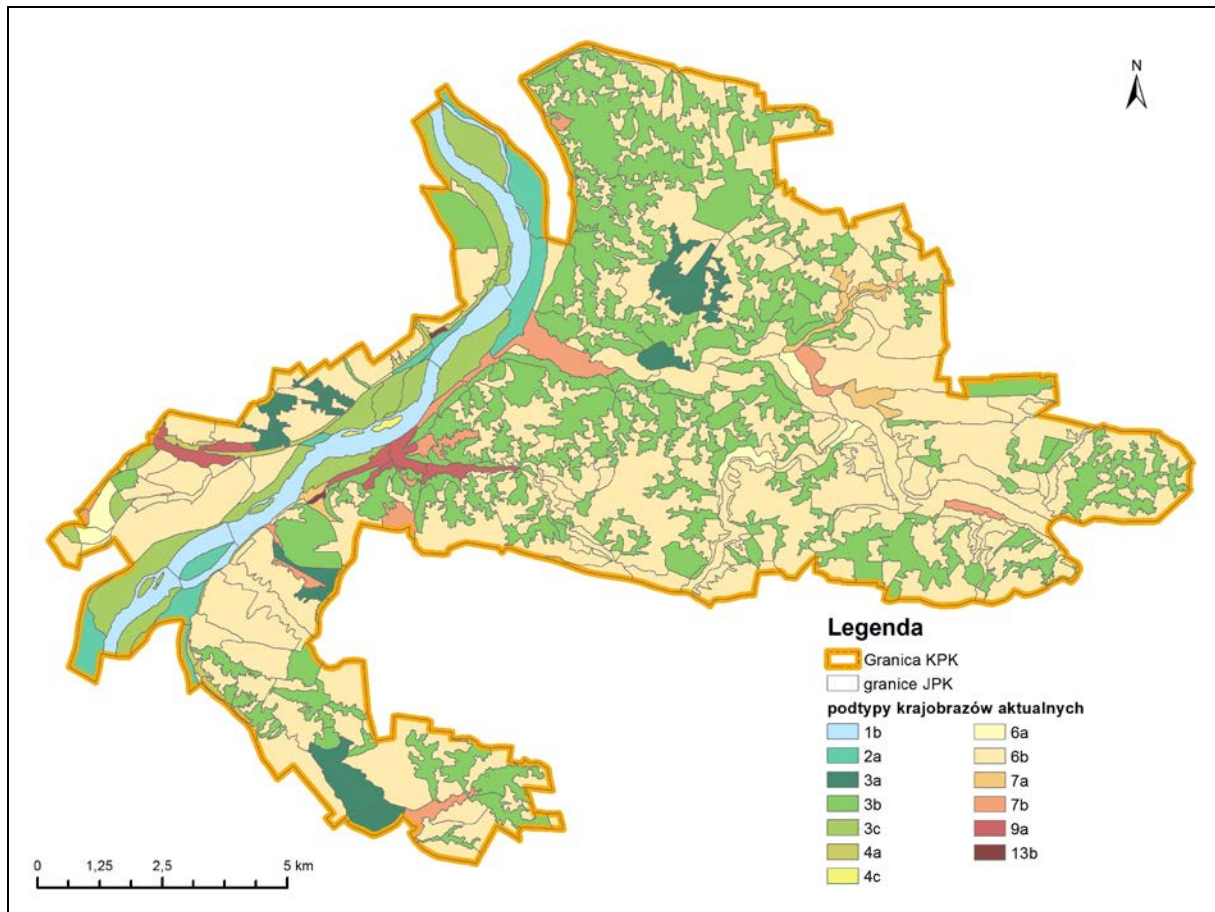 N
Legenda
Granica KPK
granice JPK
podtypy krajobrazów aktualnych
1b
2a
3a
3b
3c
4a
4c
6a
6b
7a
7b
9a
13b
0 1,25 2,5 5 km